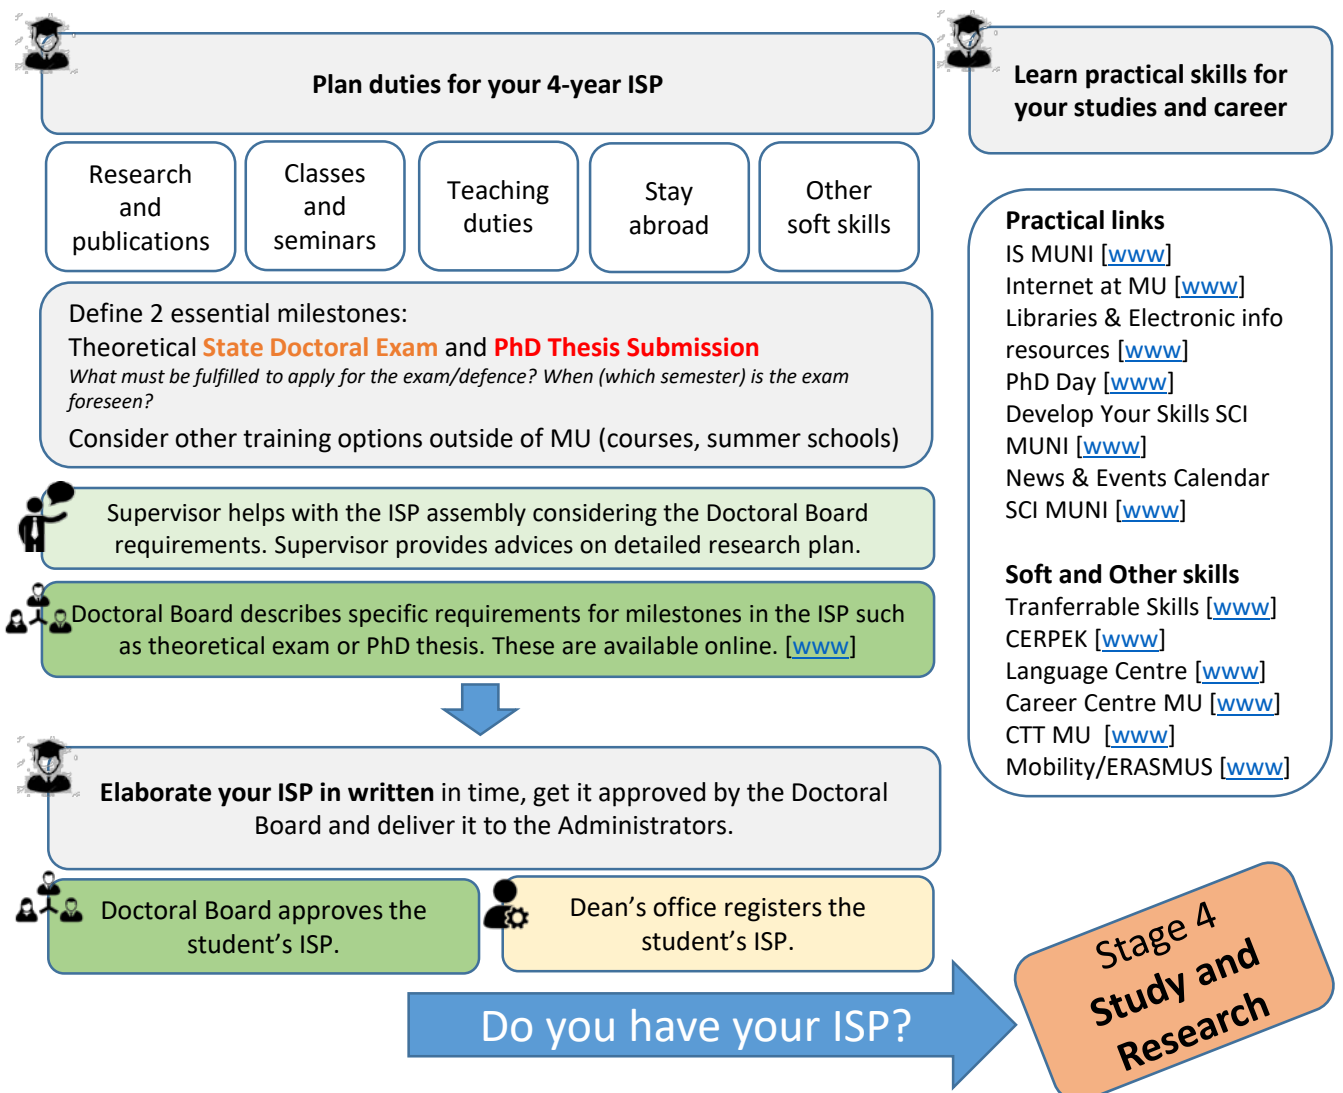 Plan duties for your 4-year ISP
Research
and
publications
Classes
and
seminars
Teaching
duties
Stay
abroad
Other
soft skills
Define 2 essential milestones:
Theoretical State Doctoral Exam and PhD Thesis Submission
What must be fulfilled to apply for the exam/defence? When (which semester) is the exam
foreseen?
Consider other training options outside of MU (courses, summer schools)
Supervisor helps with the ISP assembly considering the Doctoral Board
requirements. Supervisor provides advices on detailed research plan.
Doctoral Board describes specific requirements for milestones in the ISP such
as theoretical exam or PhD thesis. These are available online. [www]
Elaborate your ISP in written in time, get it approved by the Doctoral
Board and deliver it to the Administrators.
Doctoral Board approves the
student's ISP.
Dean's office registers the
student's ISP.
Do you have your ISP?
Learn practical skills for
your studies and career
Practical links
IS MUNI [www]
Internet at MU [www]
Libraries & Electronic info
resources [www]
PhD Day [www]
Develop Your Skills SCI
MUNI [www]
News & Events Calendar
SCI MUNI [www]
Soft and Other skills
Tranferrable Skills [www]
CERPEK [www]
Language Centre [www]
Career Centre MU [www]
CTT MU  [www]
Mobility/ERASMUS [www]
Stage 4
Study and
Research